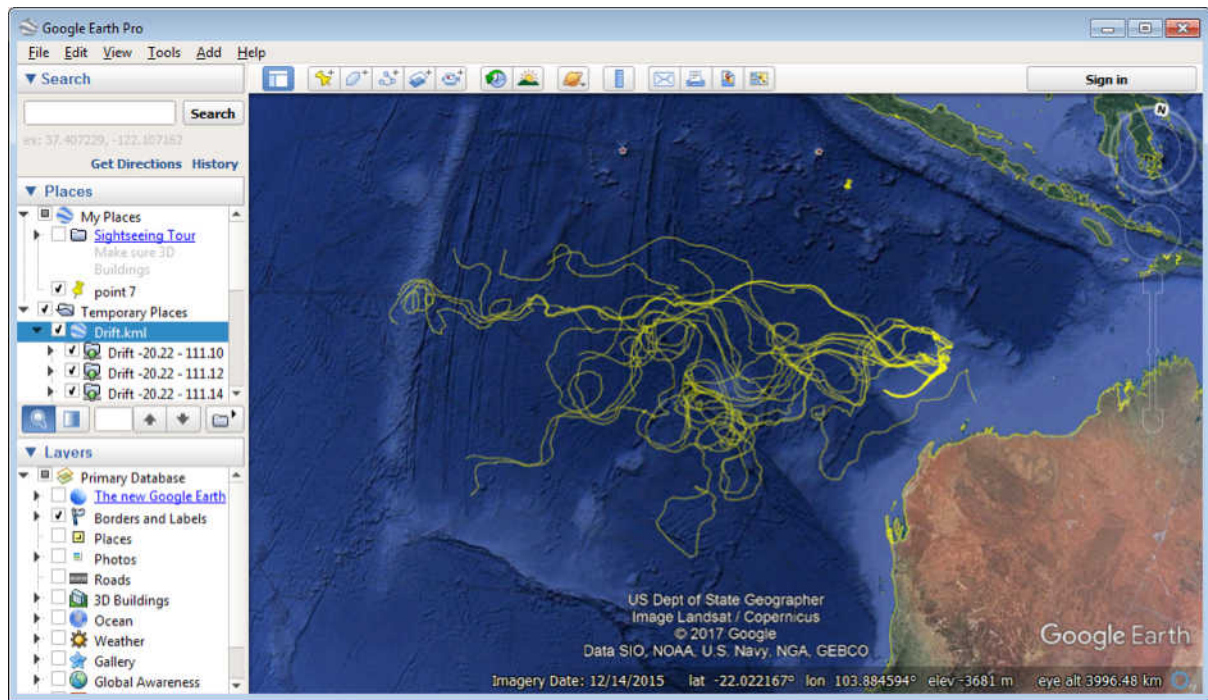 Google Earth Pro
File Edit View Tools Add Help
Search
Sign in
Search
ex: 37.407229, -122.107162
Get Directions History
Places
My Places
Sightseeing Tour
Make sure 3D
Buildings
point 7
Temporary Places
Drift.kml
Drift -20.22 - 111.10
Drift -20.22 - 111.12
Drift -20.22 - 111.14
Layers
Primary Database
The new Google Earth
Borders and Labels
Places
Photos
Roads
3D Buildings
Ocean
Weather
Gallery
Global Awareness
N
US Dept of State Geographer
Image Landsat / Copernicus
© 2017 Google
Data SIO, NOAA, U.S. Navy, NGA, GEBCO
Google Earth
Imagery Date: 12/14/2015 lat -22.022167° lon 103.884594° elev -3681 m eye alt 3996.48 km